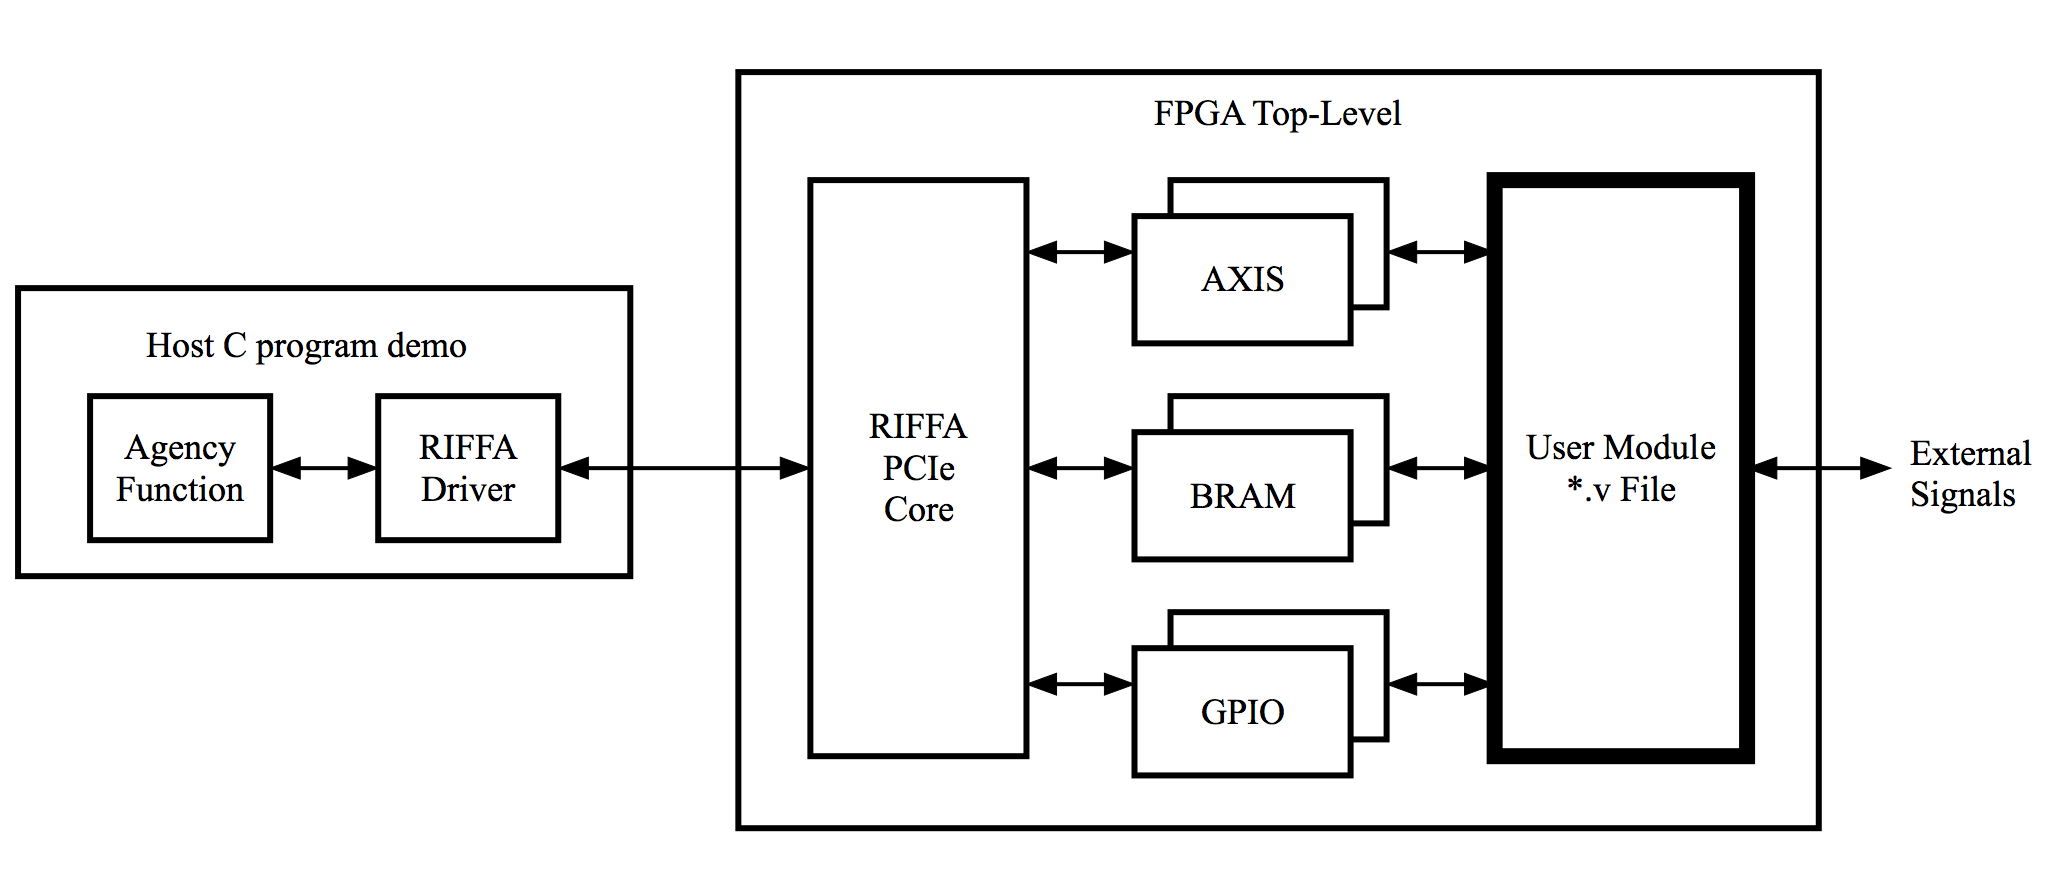 FPGA Top-Level
Host C program demo
Agency
Function
RIFFA
Driver
RIFFA
PCIe
Core
AXIS
BRAM
GPIO
User Module
*.v File
External
Signals